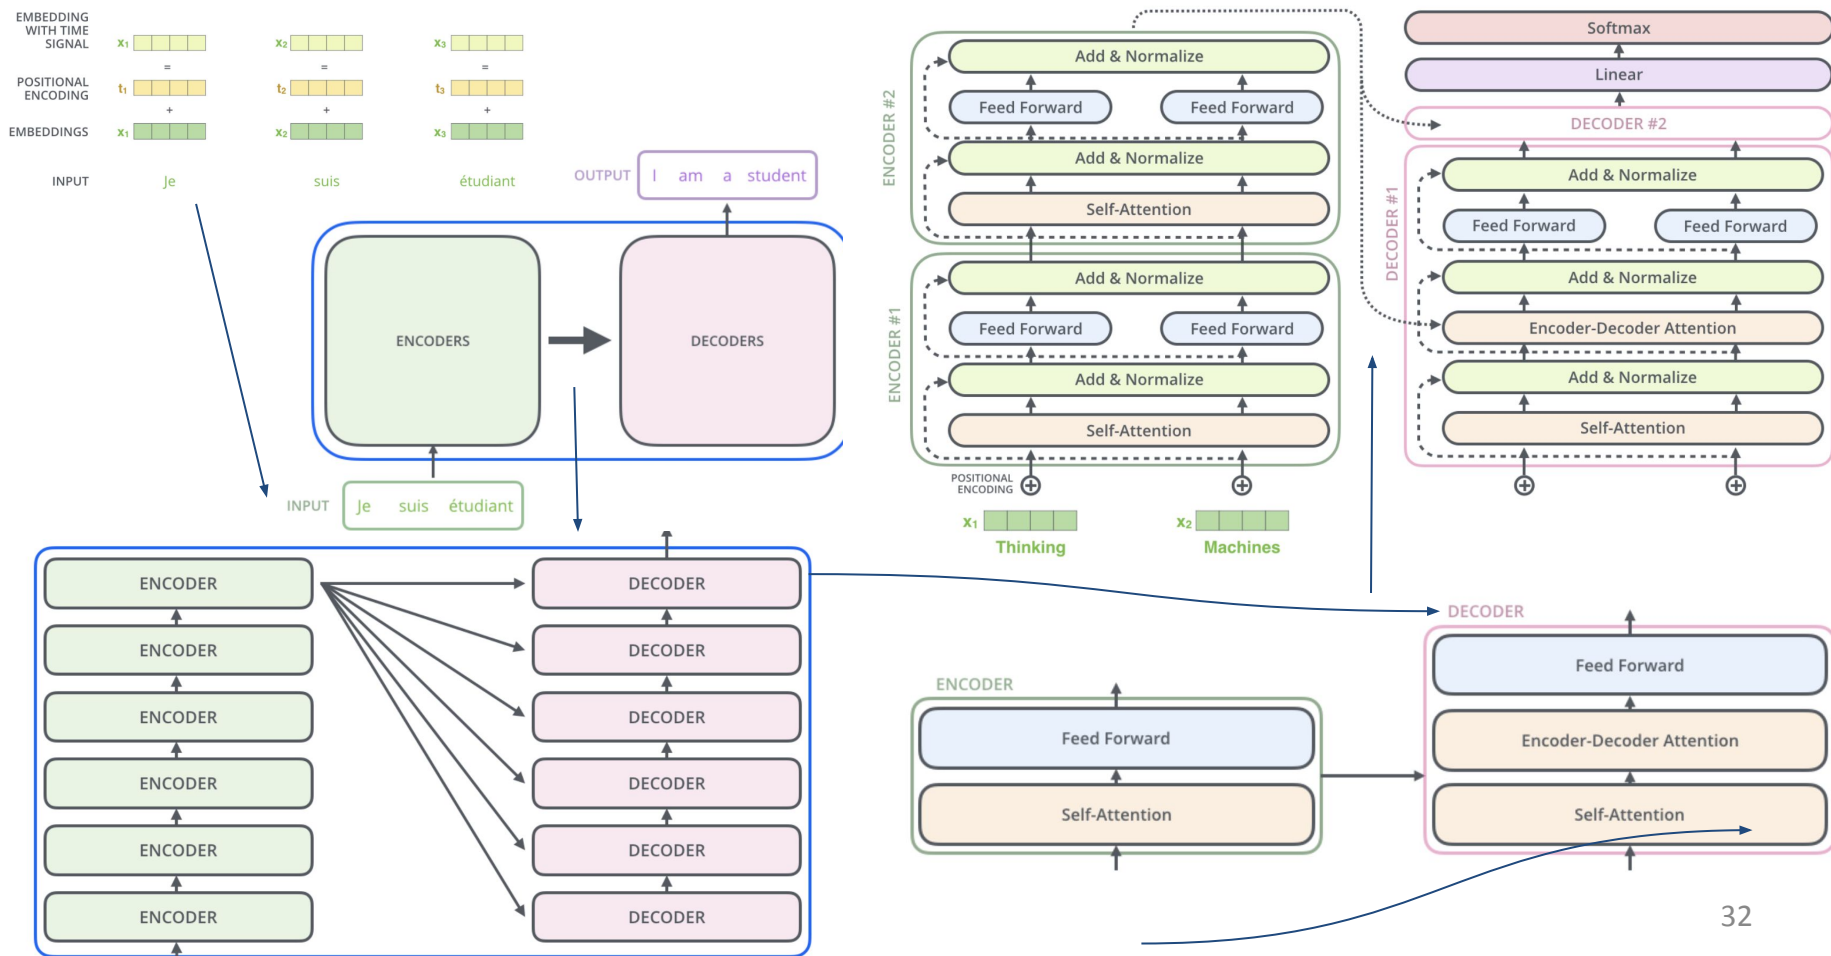 EMBEDDING
WITH TIME
SIGNAL
x1
x2
x3
=
=
=
POSITIONAL
ENCODING
t1
t2
t3
+
+
+
EMBEDDINGS
x1
x2
x3
INPUT
Je
suis
étudiant
OUTPUT
I am a student
ENCODERS
DECODERS
INPUT
Je suis étudiant
ENCODER
ENCODER
ENCODER
ENCODER
ENCODER
ENCODER
DECODER
DECODER
DECODER
DECODER
DECODER
DECODER
ENCODER #2
Add & Normalize
Feed Forward
Feed Forward
Add & Normalize
Self-Attention
ENCODER #1
Add & Normalize
Feed Forward
Feed Forward
Add & Normalize
Self-Attention
POSITIONAL
ENCODING
x1
x2
Thinking
Machines
Softmax
Linear
DECODER #2
DECODER #1
Add & Normalize
Feed Forward
Feed Forward
Add & Normalize
Encoder-Decoder Attention
Add & Normalize
Self-Attention
ENCODER
Feed Forward
Self-Attention
DECODER
Feed Forward
Encoder-Decoder Attention
Self-Attention
32